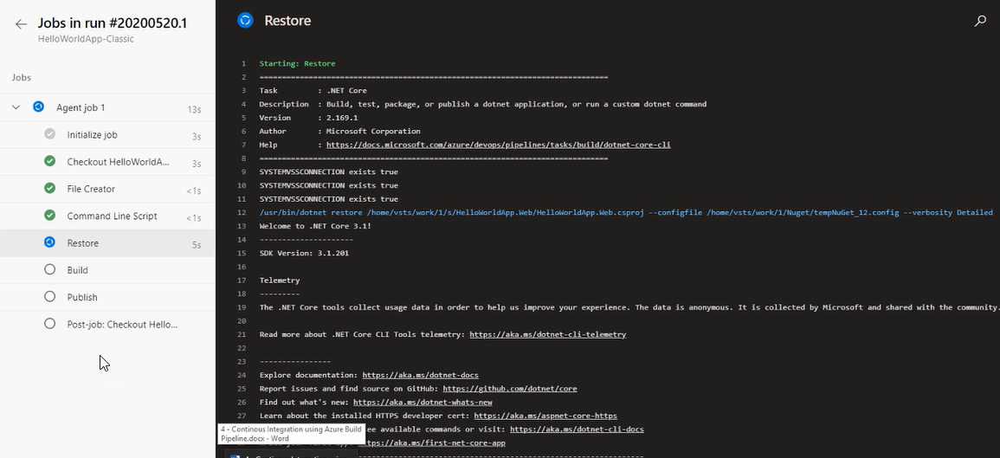 Jobs in run #20200520.1
HelloWorldApp-Classic
Jobs
Agent job 1 13s
Initialize job 3s
Checkout HelloWorldA... 3s
File Creator <1s
Command Line Script <1s
Restore 5s
Build
Publish
Post-job: Checkout Hello...
Restore
1 Starting: Restore
2 ==============================================================================
3 Task : .NET Core
4 Description : Build, test, package, or publish a dotnet application, or run a custom dotnet command
5 Version : 2.169.1
6 Author : Microsoft Corporation
7 Help : https://docs.microsoft.com/azure/devops/pipelines/tasks/build/dotnet-core-cli
8 ==============================================================================
9 SYSTEMVSSCONNECTION exists true
10 SYSTEMVSSCONNECTION exists true
11 SYSTEMVSSCONNECTION exists true
12 /usr/bin/dotnet restore /home/vsts/work/1/s/HelloWorldApp.Web/HelloWorldApp.Web.csproj --configfile /home/vsts/work/1/Nuget/tempNuGet_12.config --verbosity Detailed
13 Welcome to .NET Core 3.1!
14 ---------------------
15 SDK Version: 3.1.201
16
17 Telemetry
18 ---------
19 The .NET Core tools collect usage data in order to help us improve your experience. The data is anonymous. It is collected by Microsoft and shared with the community.
20
21 Read more about .NET Core CLI Tools telemetry: https://aka.ms/dotnet-cli-telemetry
22
23 ----------------
24 Explore documentation: https://aka.ms/dotnet-docs
25 Report issues and find source on GitHub: https://github.com/dotnet/core
26 Find out what's new: https://aka.ms/dotnet-whats-new
27 Learn about the installed HTTPS developer cert: https://aka.ms/aspnet-core-https
ee available commands or visit: https://aka.ms/dotnet-cli-docs
https://aka.ms/first-net-core-app
4 - Continous Integration using Azure Build
Pipeline.docx - Word